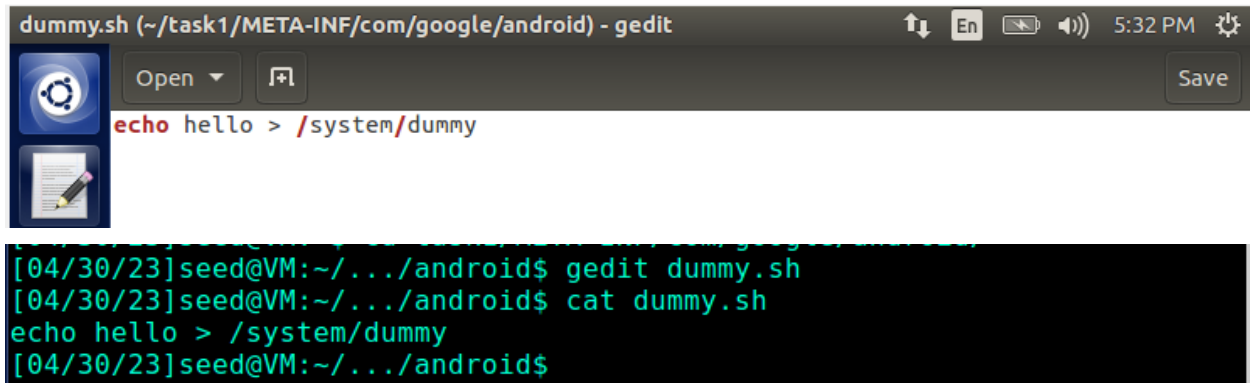 dummy.sh (~/task1/META-INF/com/google/android) - gedit En 5:32 PM
Open Save
echo hello > /system/dummy
[04/30/23]seed@VM:~/.../android$ gedit dummy.sh
[04/30/23]seed@VM:~/.../android$ cat dummy.sh
echo hello > /system/dummy
[04/30/23]seed@VM:~/.../android$